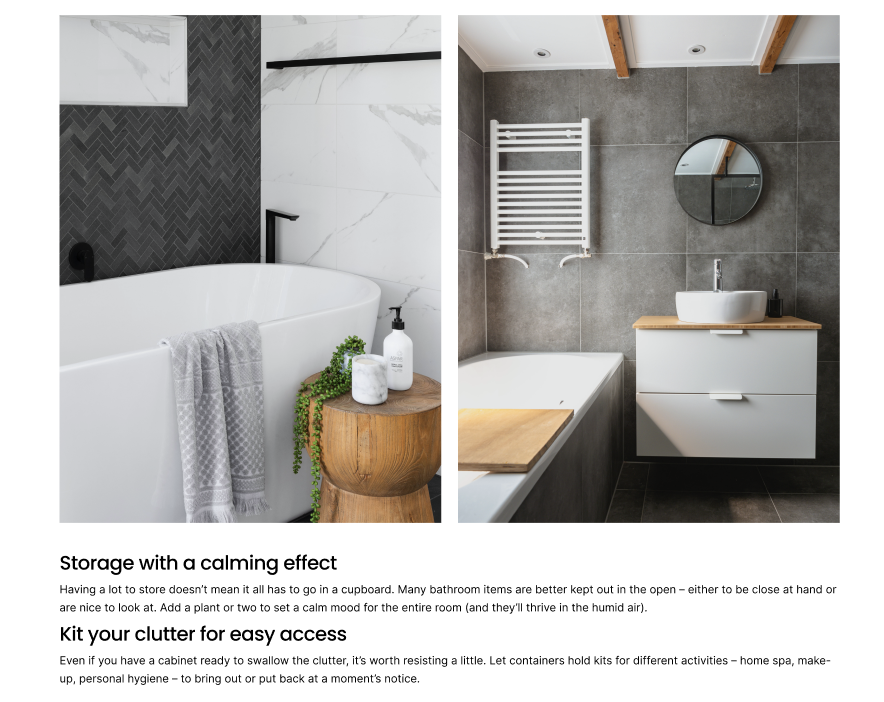 Storage with a calming effect
Having a lot to store doesn’t mean it all has to go in a cupboard. Many bathroom items are better kept out in the open – either to be close at hand or
are nice to look at. Add a plant or two to set a calm mood for the entire room (and they’ll thrive in the humid air).
Kit your clutter for easy access
Even if you have a cabinet ready to swallow the clutter, it’s worth resisting a little. Let containers hold kits for different activities – home spa, make-
up, personal hygiene – to bring out or put back at a moment’s notice.